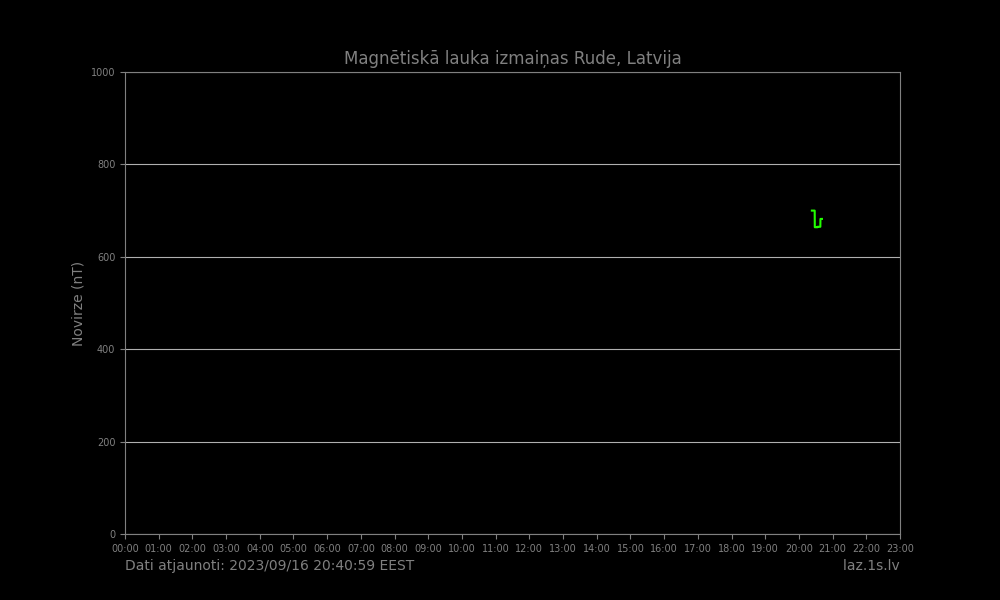 Magnētiskā lauka izmaiņas Rude, Latvija
1000
800
600
400
200
0
Novirze (nT)
00:00 01:00 02:00 03:00 04:00 05:00 06:00 07:00 08:00 09:00 10:00 11:00 12:00 13:00 14:00 15:00 16:00 17:00 18:00 19:00 20:00 21:00 22:00 23:00
Dati atjaunoti: 2023/09/16 20:40:59 EEST laz.1s.lv